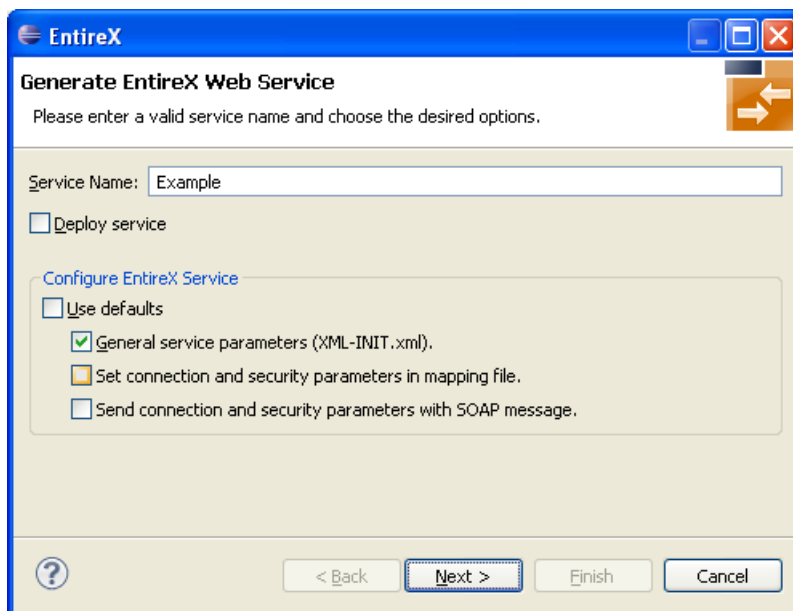 EntireX
Generate EntireX Web Service
Please enter a valid service name and choose the desired options.
Service Name: Example
Deploy service
Configure EntireX Service
Use defaults
General service parameters (XML-INIT.xml).
Set connection and security parameters in mapping file.
Send connection and security parameters with SOAP message.
? < Back Next > Finish Cancel